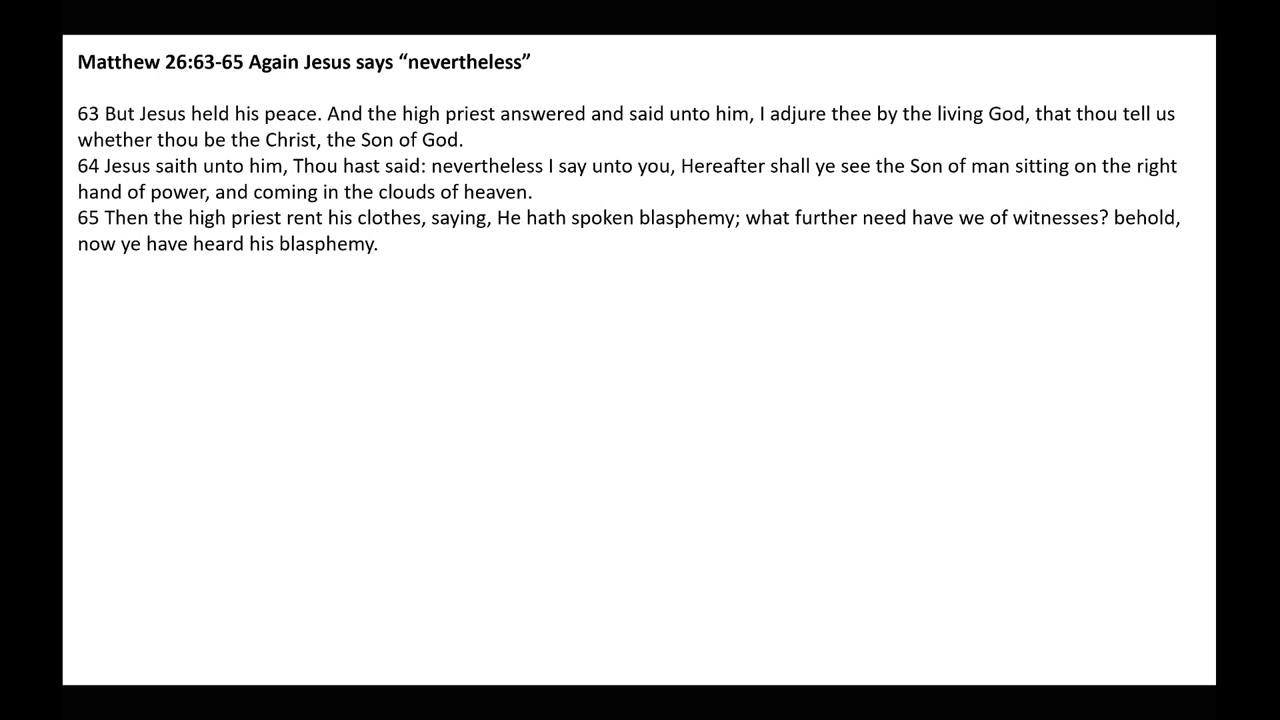 Matthew 26:63-65 Again Jesus says “nevertheless”
63 But Jesus held his peace. And the high priest answered and said unto him, I adjure thee by the living God, that thou tell us
whether thou be the Christ, the Son of God.
64 Jesus saith unto him, Thou hast said: nevertheless I say unto you, Hereafter shall ye see the Son of man sitting on the right
hand of power, and coming in the clouds of heaven.
65 Then the high priest rent his clothes, saying, He hath spoken blasphemy; what further need have we of witnesses? behold,
now ye have heard his blasphemy.